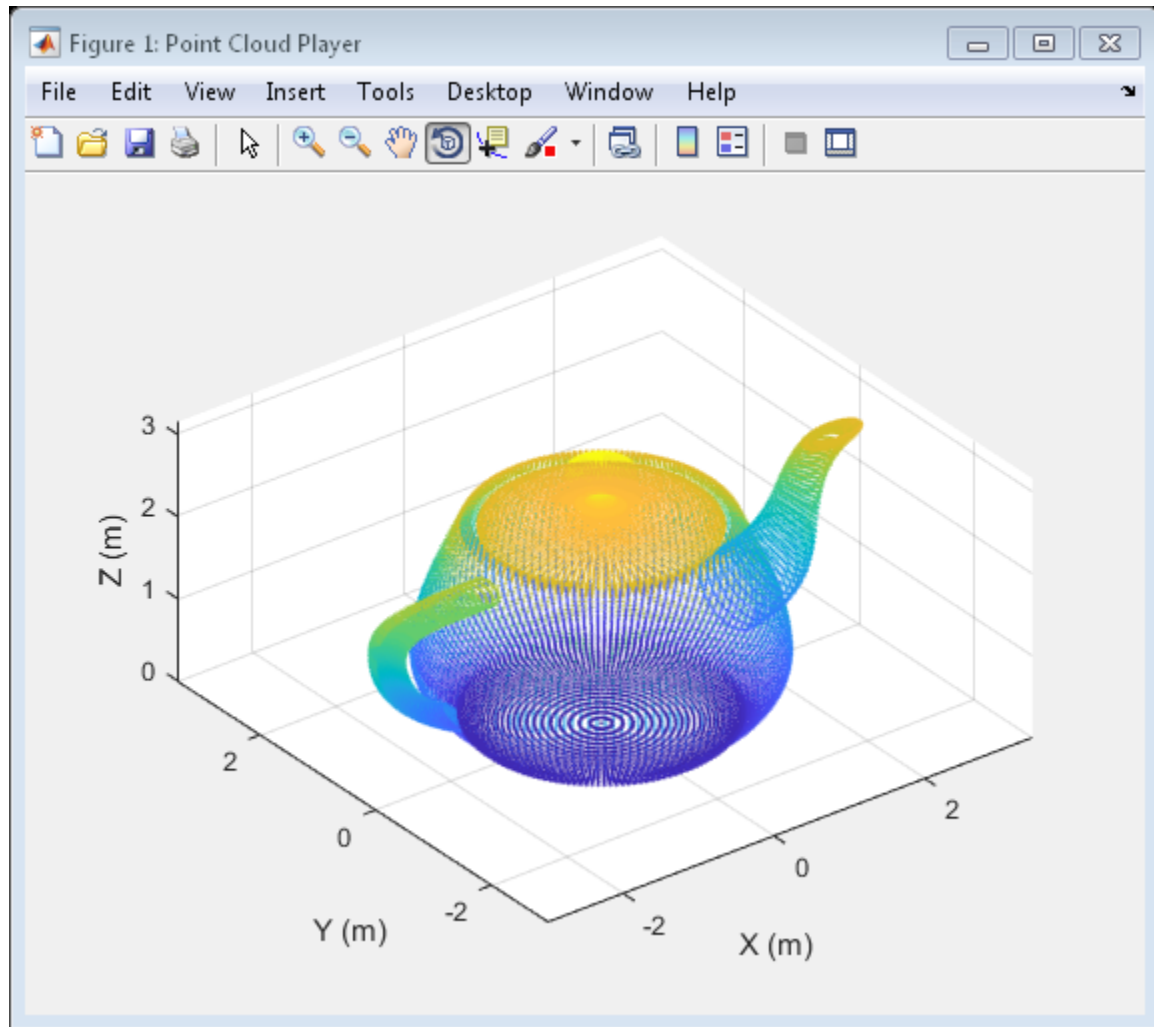 Figure 1: Point Cloud Player
File Edit View Insert Tools Desktop Window Help
3
2
1
0
Z (m)
2
0
-2
Y (m)
-2
0
2
X (m)